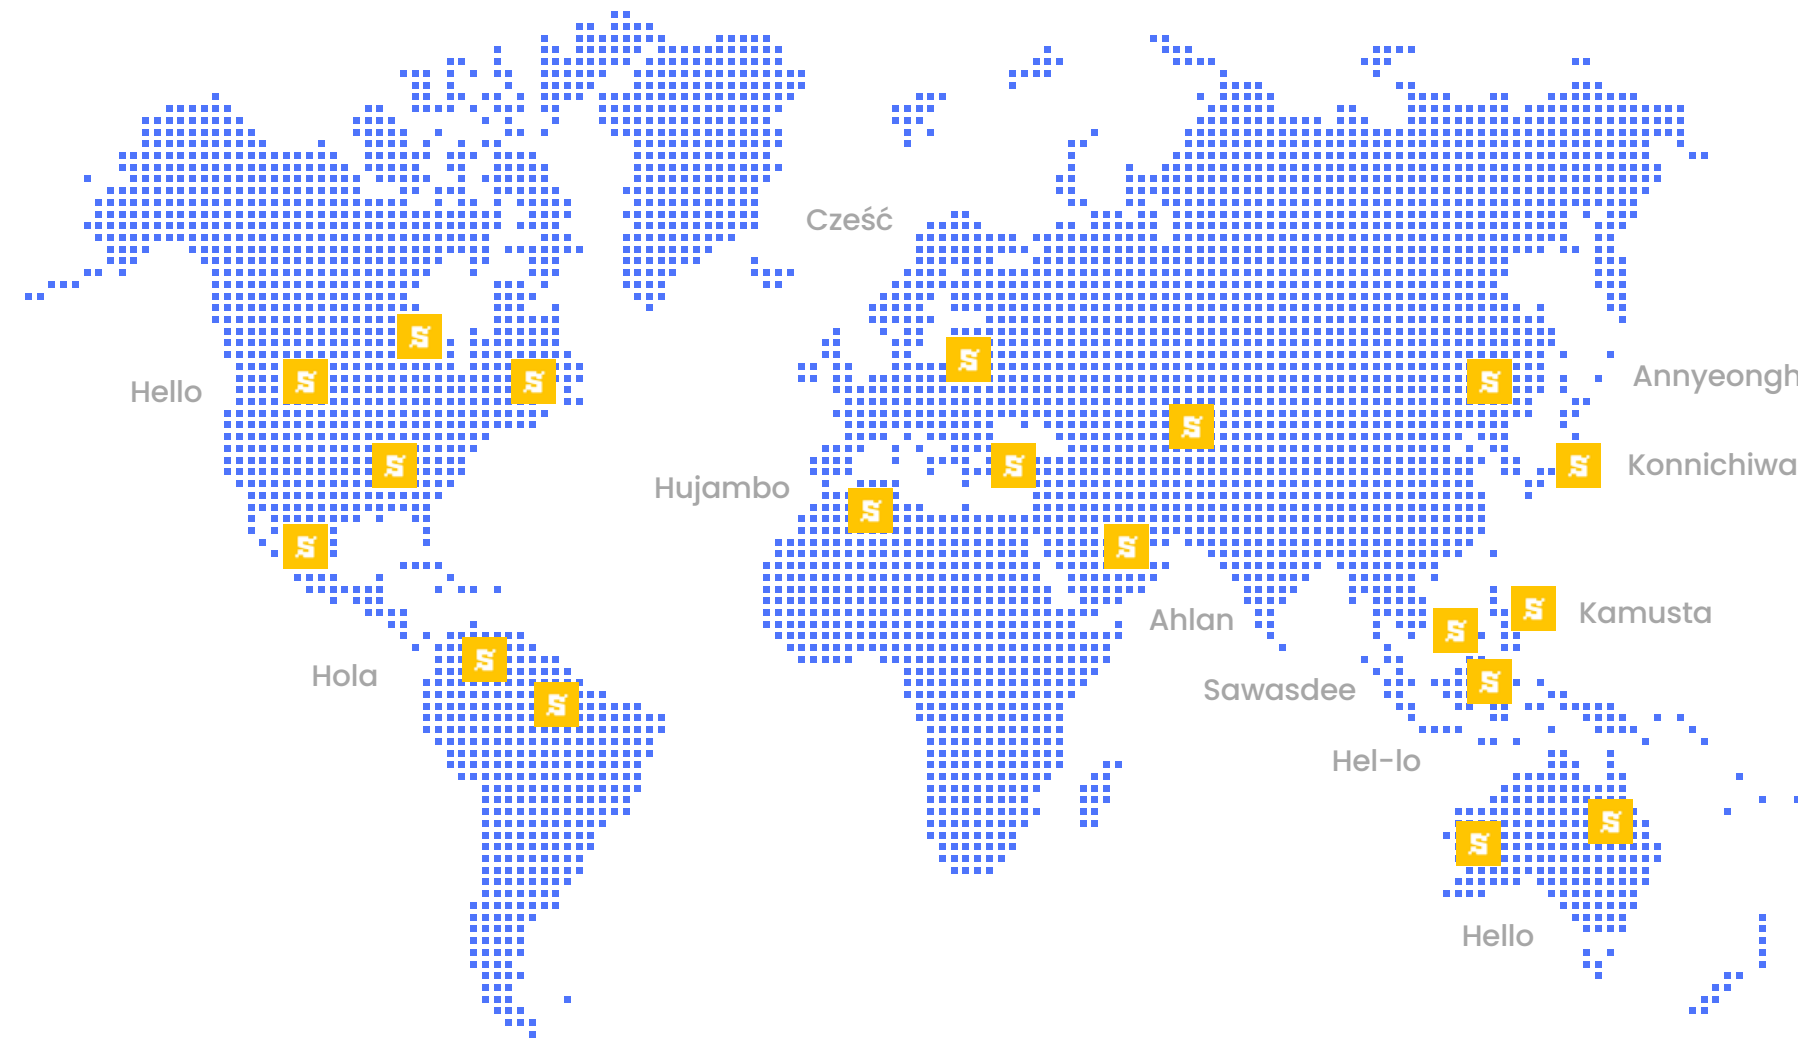 Cześć
Hello
Annyeongh
Konnichiwa
Hujambo
Kamusta
Ahlan
Hola
Sawasdee
Hel-lo
Hello